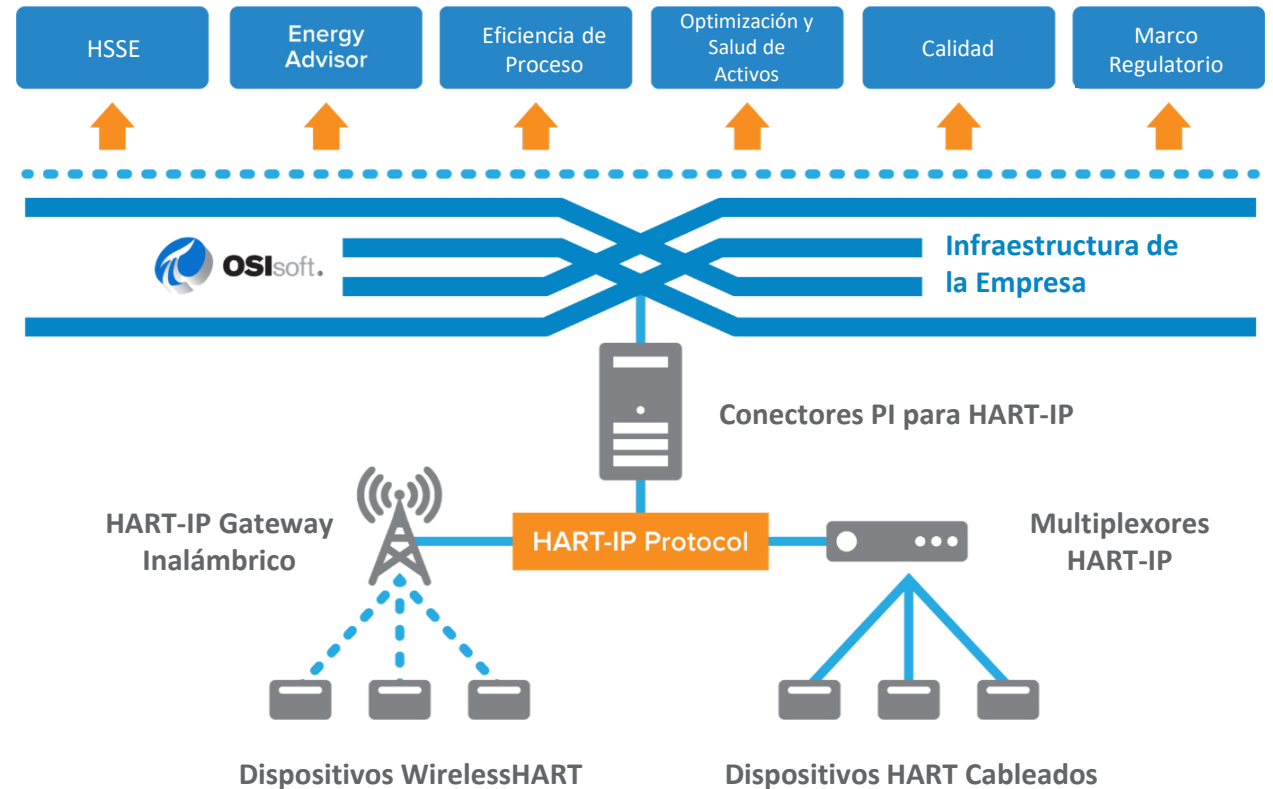 HSSE
Energy
Advisor
Eficiencia de
Proceso
Optimización y
Salud de
Activos
Calidad
Marco
Regulatorio
OSIsoft.
Infraestructura de
la Empresa
Conectores PI para HART-IP
HART-IP Gateway
Inalámbrico
HART-IP Protocol
Multiplexores
HART-IP
Dispositivos WirelessHART
Dispositivos HART Cableados